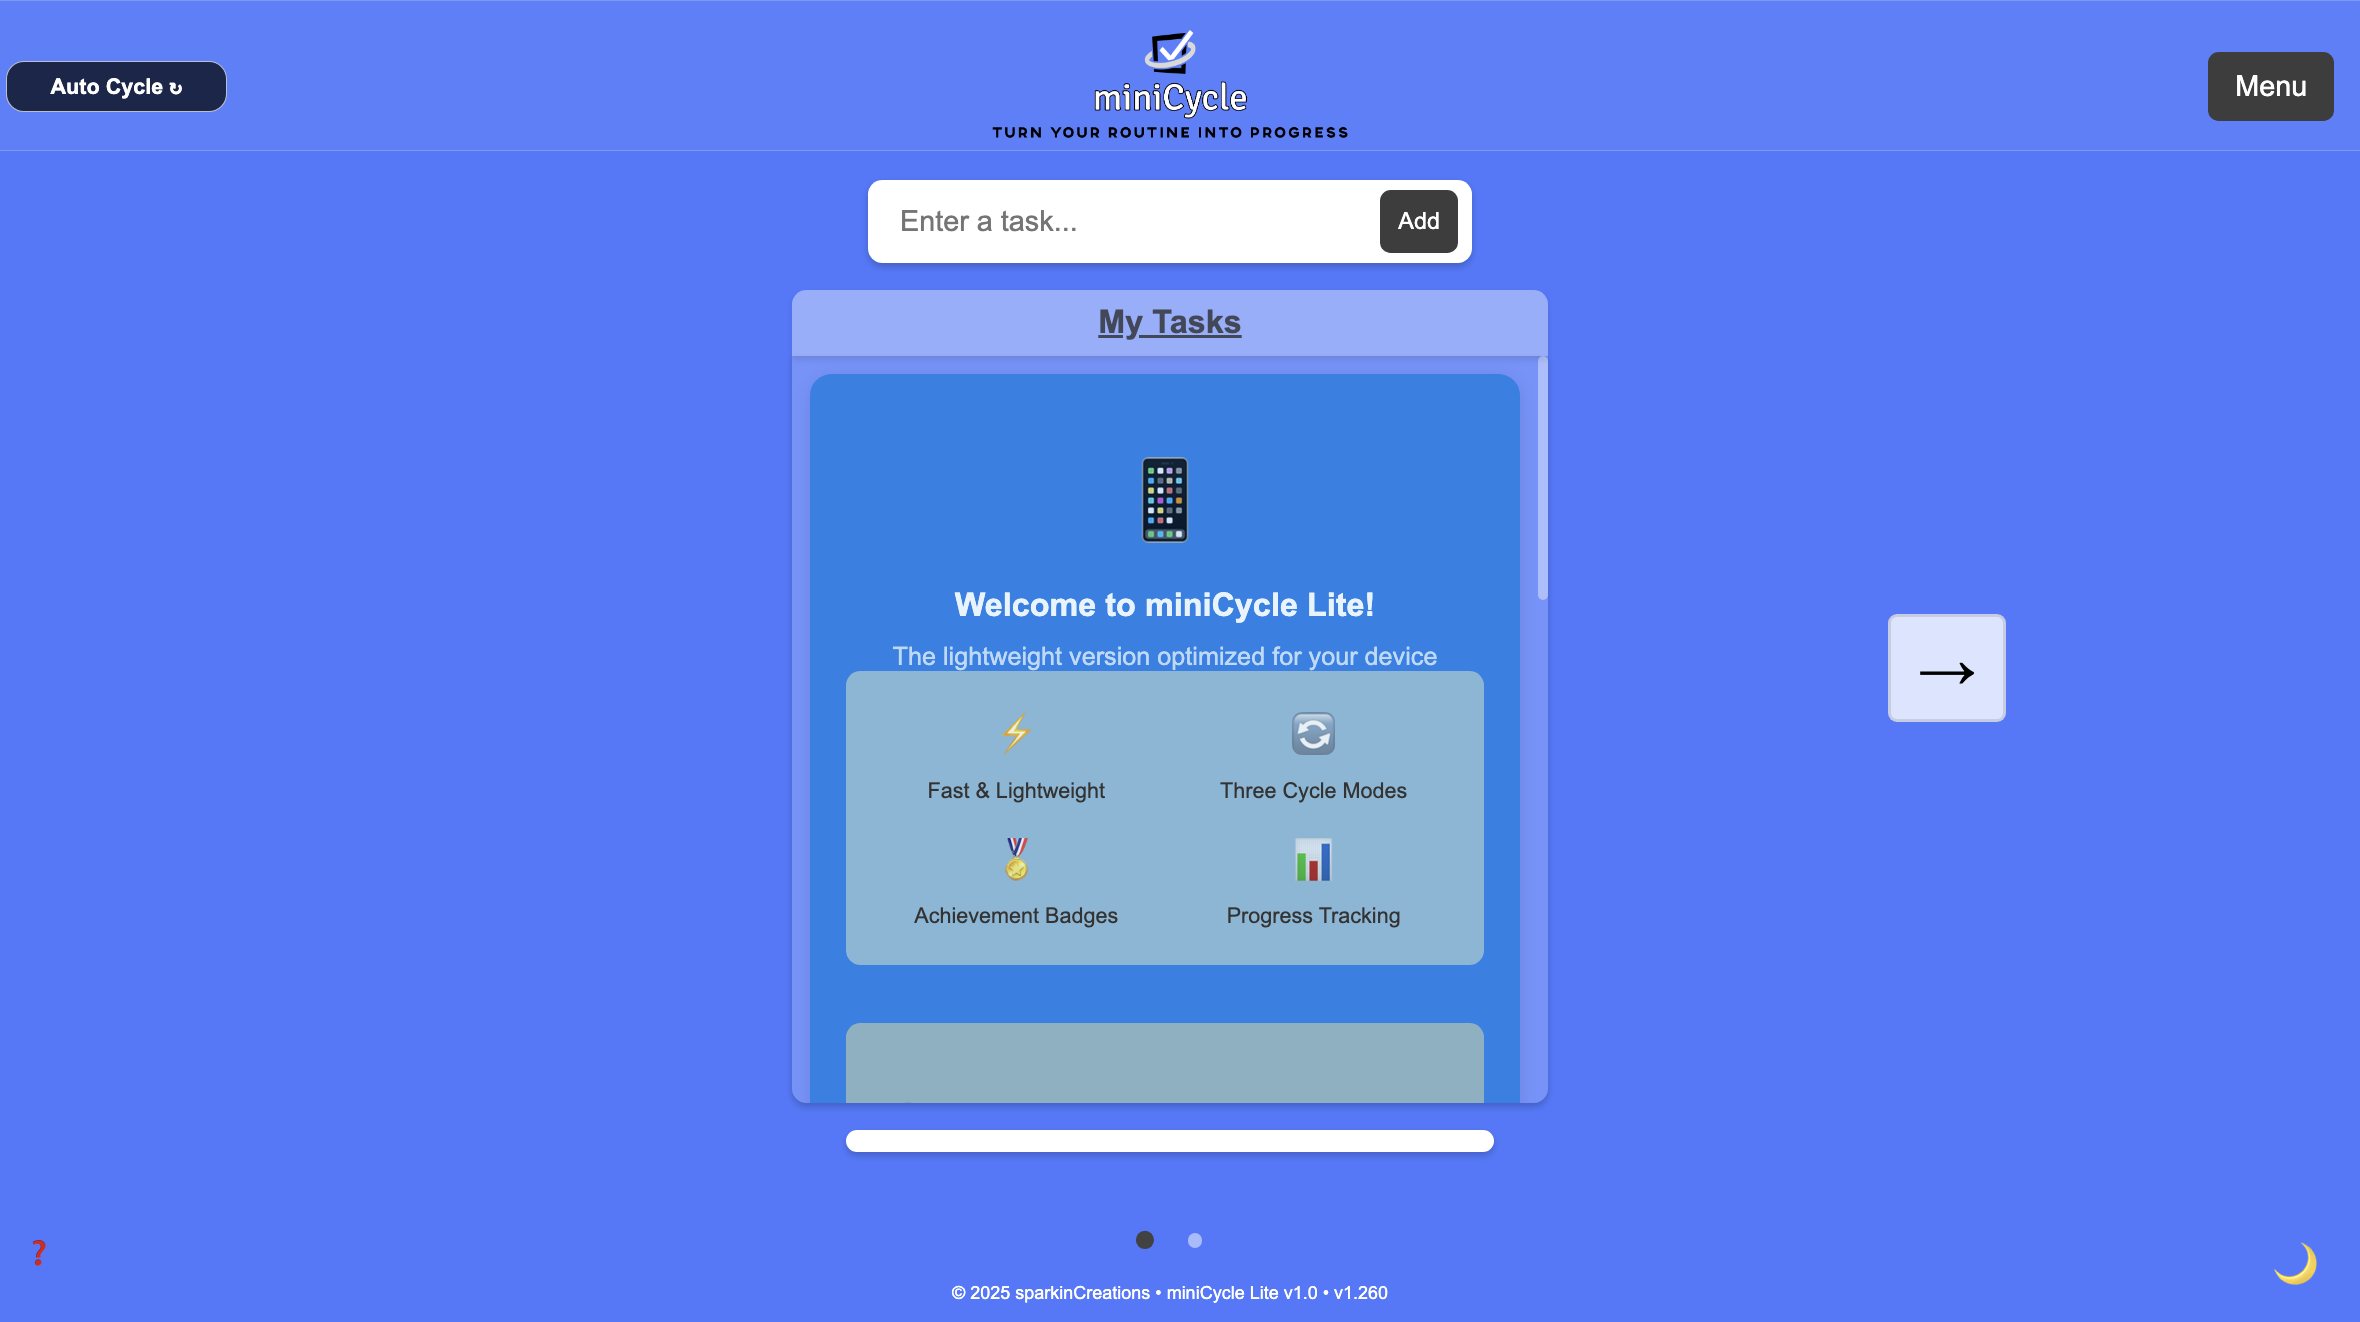 Auto Cycle ↻
miniCycle
TURN YOUR ROUTINE INTO PROGRESS
Menu
Enter a task...
Add
My Tasks
Welcome to miniCycle Lite!
The lightweight version optimized for your device
Fast & Lightweight
Three Cycle Modes
Achievement Badges
Progress Tracking
→
❓
© 2025 sparkinCreations • miniCycle Lite v1.0 • v1.260